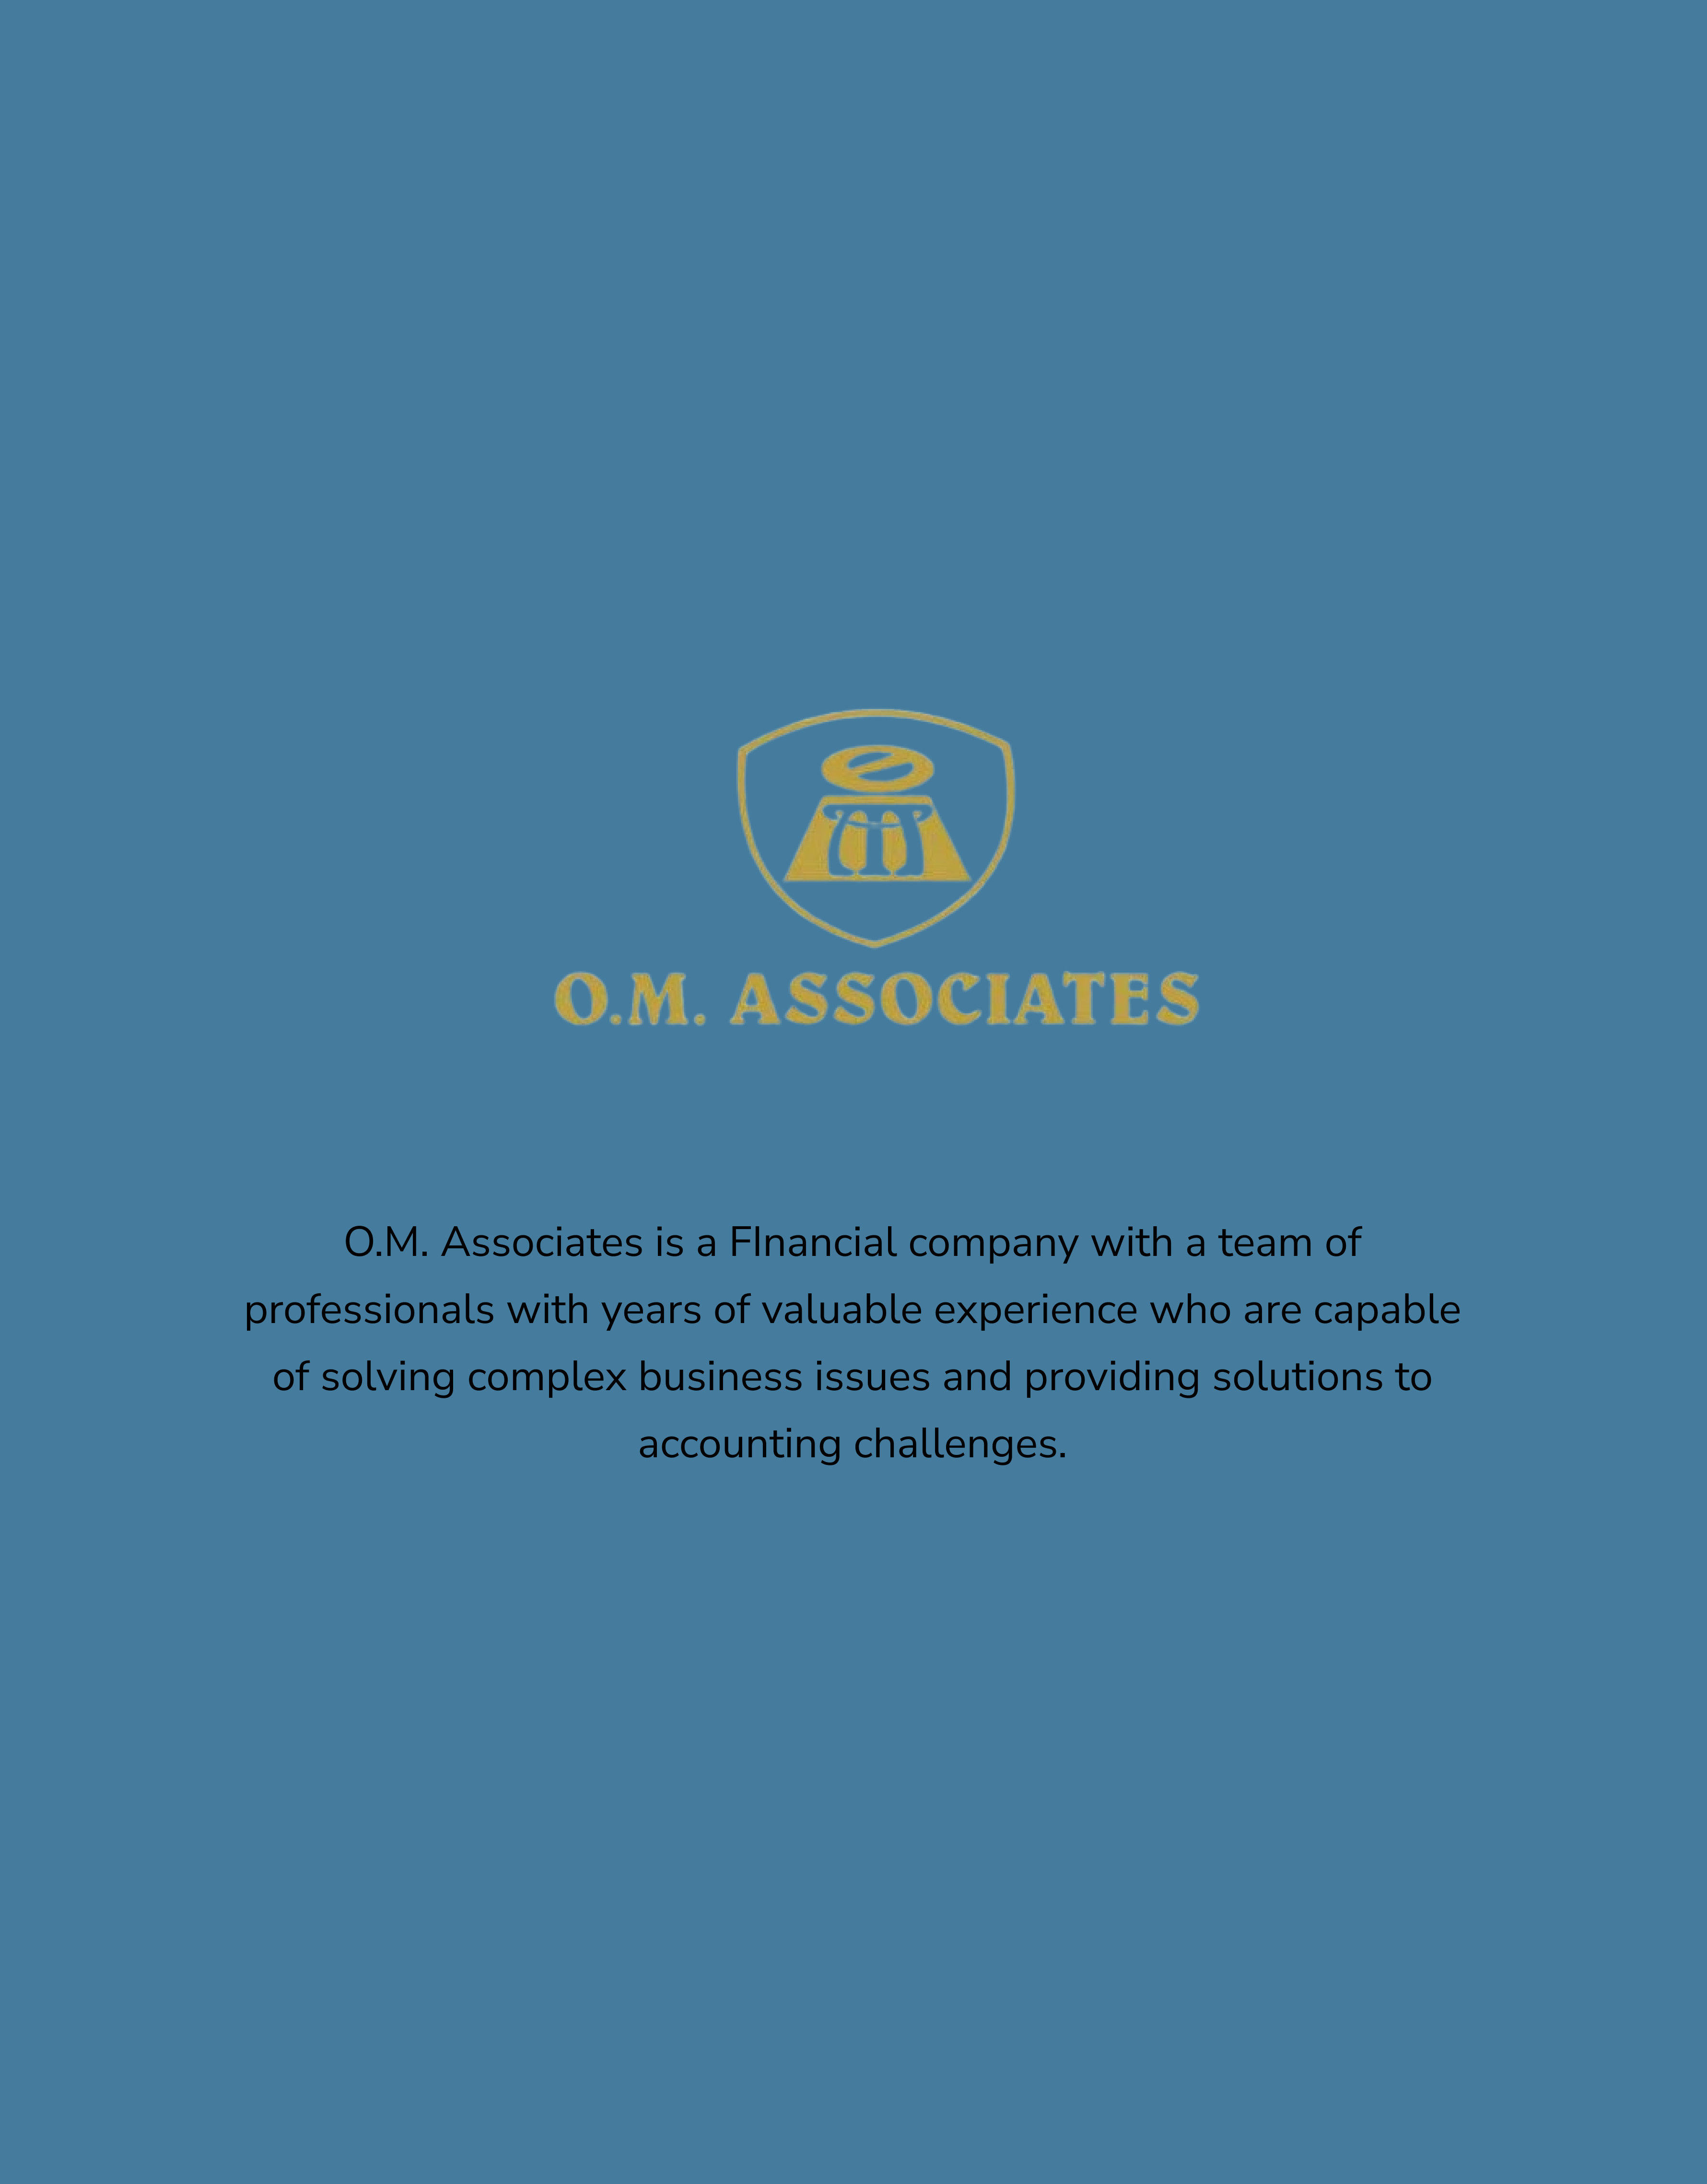 O.M. ASSOCIATES
O.M. Associates is a FInancial company with a team of
professionals with years of valuable experience who are capable
of solving complex business issues and providing solutions to
accounting challenges.